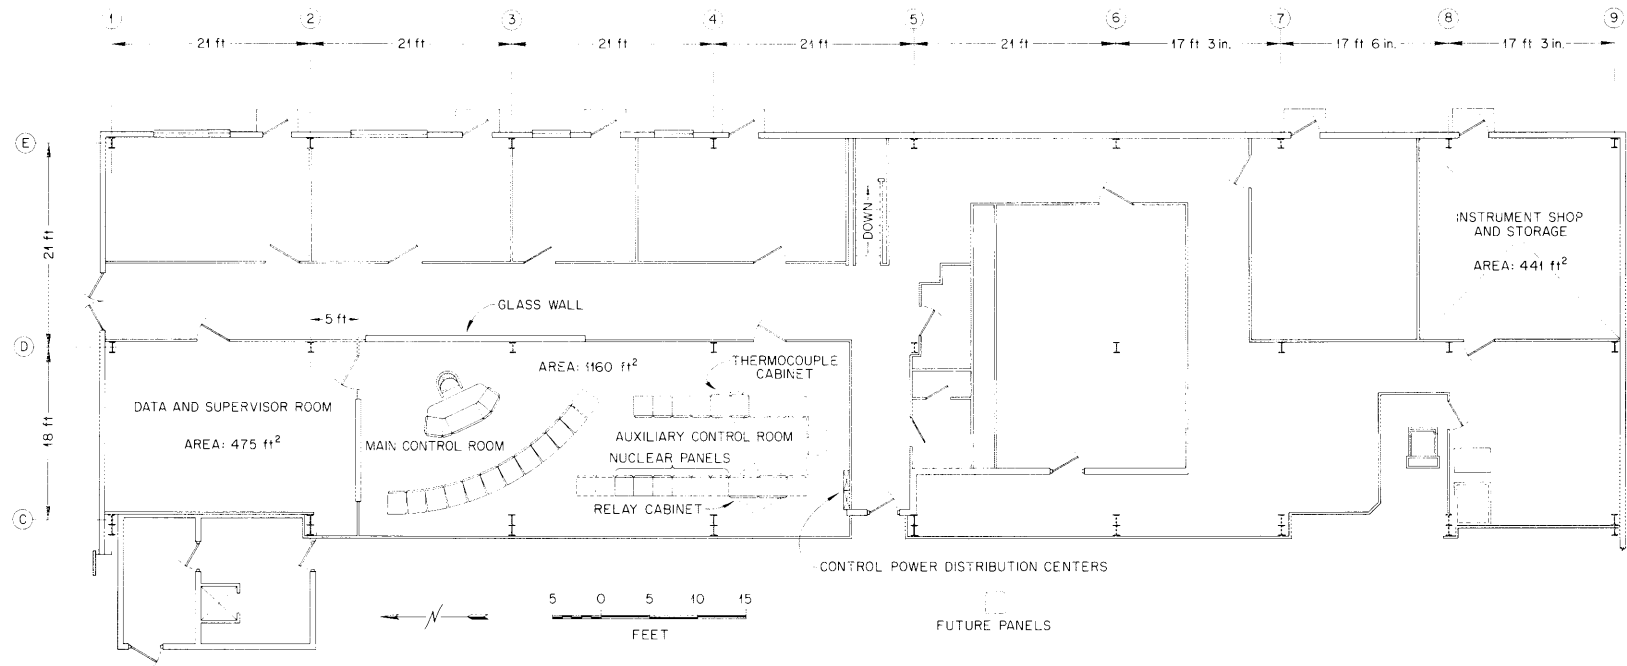 1 2 3 4 5 6 7 8 9
21 ft 21 ft 21 ft 21 ft 21 ft 17 ft 3 in. 17 ft 6 in. 17 ft 3 in.
E
21 ft
DOWN
INSTRUMENT SHOP
AND STORAGE
AREA: 441 ft²
GLASS WALL
5 ft
D
AREA: 1160 ft²
THERMOCOUPLE
CABINET
18 ft
DATA AND SUPERVISOR ROOM
AREA: 475 ft²
MAIN CONTROL ROOM
AUXILIARY CONTROL ROOM
NUCLEAR PANELS
RELAY CABINET
C
CONTROL POWER DISTRIBUTION CENTERS
N
5 0 5 10 15
FEET
FUTURE PANELS